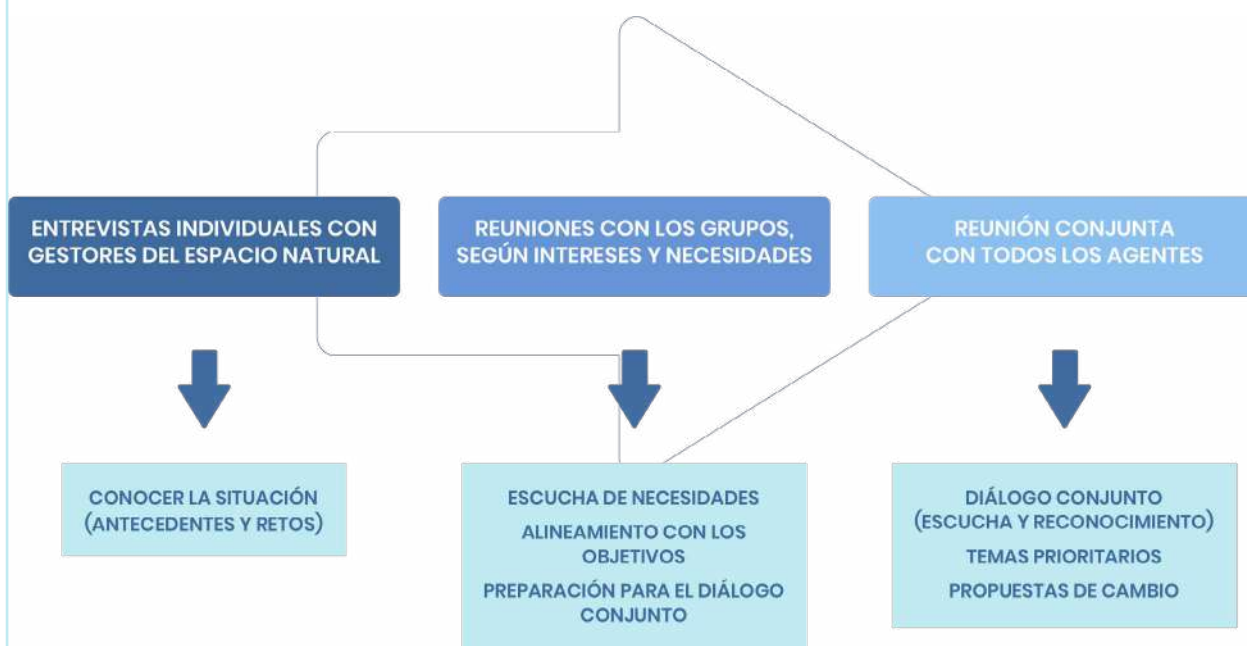 ENTREVISTAS INDIVIDUALES CON
GESTORES DEL ESPACIO NATURAL
REUNIONES CON LOS GRUPOS,
SEGÚN INTERESES Y NECESIDADES
REUNIÓN CONJUNTA
CON TODOS LOS AGENTES
CONOCER LA SITUACIÓN
(ANTECEDENTES Y RETOS)
ESCUCHA DE NECESIDADES
ALINEAMIENTO CON LOS
OBJETIVOS
PREPARACIÓN PARA EL DIÁLOGO
CONJUNTO
DIÁLOGO CONJUNTO
(ESCUCHA Y RECONOCIMIENTO)
TEMAS PRIORITARIOS
PROPUESTAS DE CAMBIO